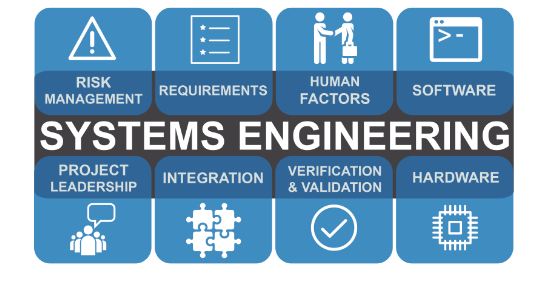 RISK
MANAGEMENT
REQUIREMENTS
HUMAN
FACTORS
SOFTWARE
SYSTEMS ENGINEERING
PROJECT
LEADERSHIP
INTEGRATION
VERIFICATION
& VALIDATION
HARDWARE